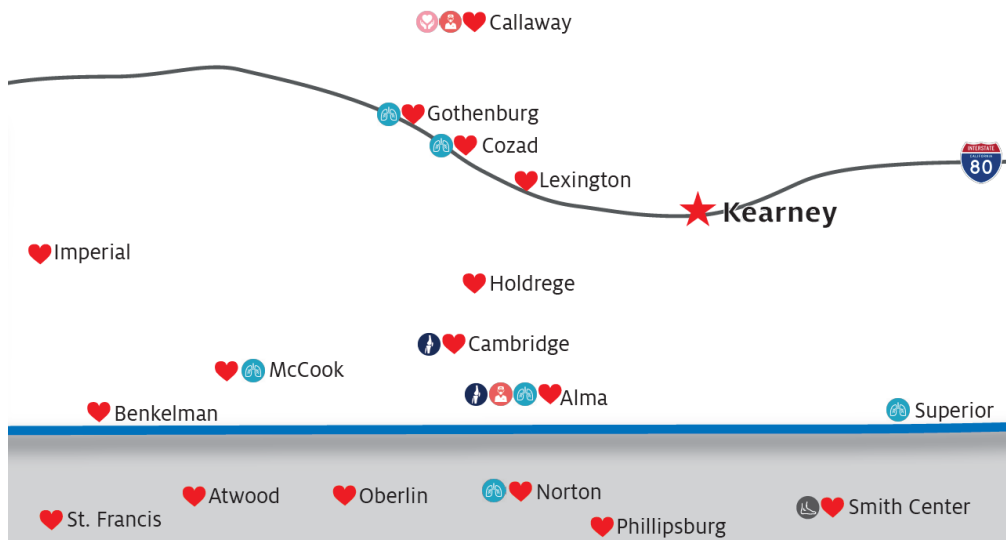 Callaway
Gothenburg
Cozad
Lexington
INTERSTATE
CALIFORNIA
80
Kearney
Imperial
Holdrege
Cambridge
McCook
Alma
Benkelman
Superior
Atwood
Oberlin
Norton
Smith Center
St. Francis
Phillipsburg